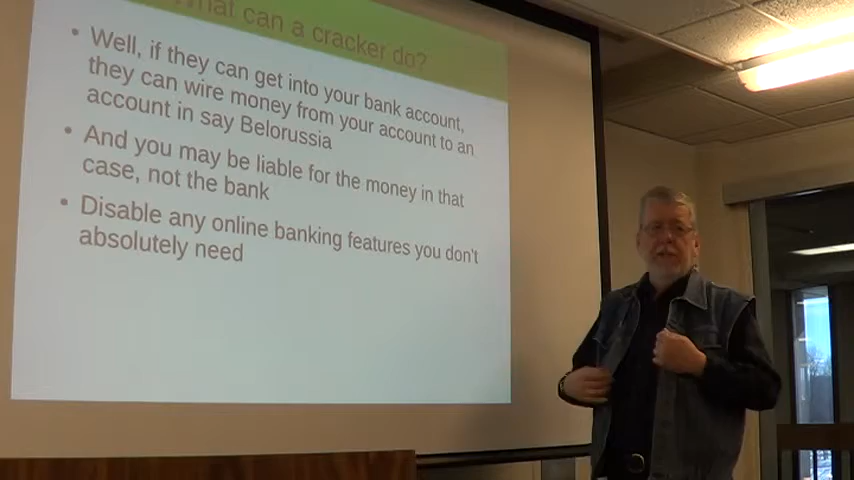 What can a cracker do?
• Well, if they can get into your bank account,
they can wire money from your account to an
account in say Belorussia
• And you may be liable for the money in that
case, not the bank
• Disable any online banking features you don't
absolutely need